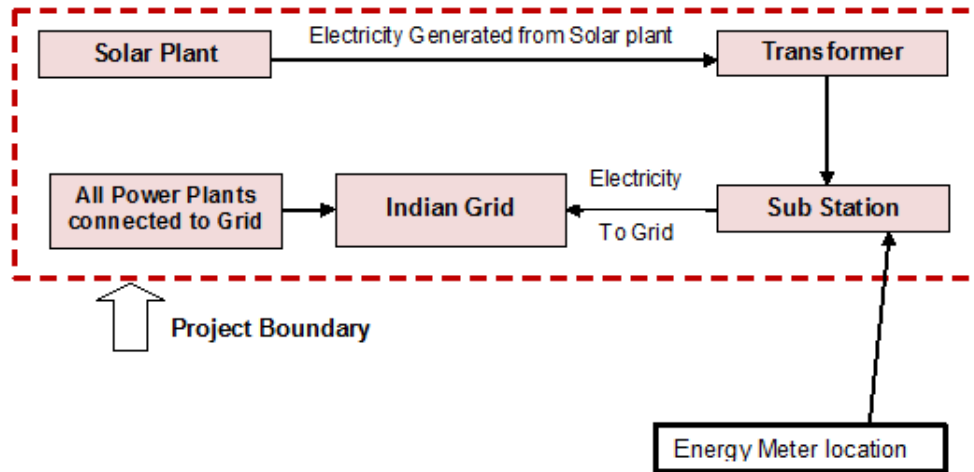 Solar Plant
Electricity Generated from Solar plant
Transformer
All Power Plants
connected to Grid
Indian Grid
Electricity
To Grid
Sub Station
Project Boundary
Energy Meter location